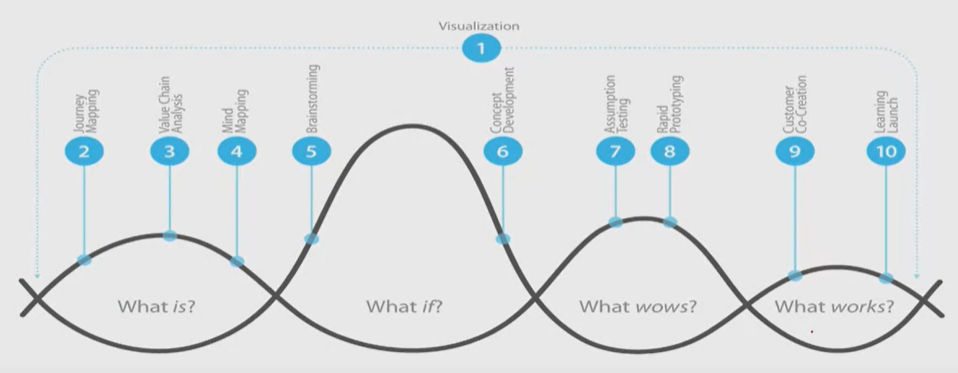 Visualization
1
Journey
Mapping
2
Value Chain
Analysis
3
Mind
Mapping
4
Brainstorming
5
Concept
Development
6
Assumption
Testing
7
Rapid
Prototyping
8
Customer
Co-Creation
9
Learning
Launch
10
What is?
What if?
What wows?
What works?